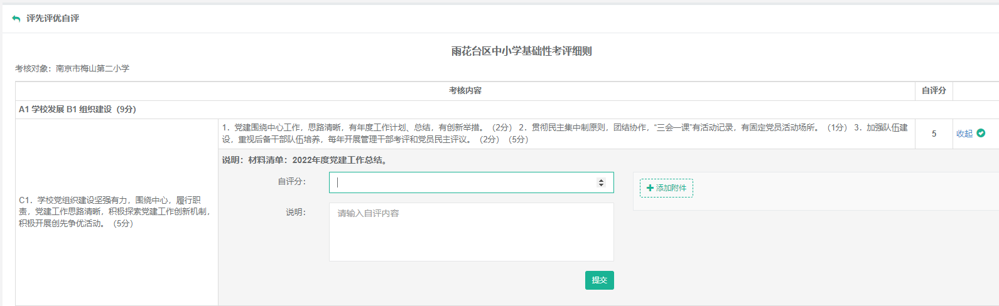 评先评优自评
雨花台区中小学基础性考评细则
考核对象：南京市梅山第二小学
考核内容
自评分
A1 学校发展 B1 组织建设（9分）
1．党建围绕中心工作，思路清晰，有年度工作计划、总结，有创新举措。（2分） 2．贯彻民主集中制原则，团结协作，“三会一课”有活动记录，有固定党员活动场所。（1分） 3．加强队伍建
设，重视后备干部队伍培养，每年开展管理干部考评和党员民主评议。（2分）（5分）
5
收起
说明：材料清单：2022年度党建工作总结。
自评分：
添加附件
C1．学校党组织建设坚强有力，围绕中心，履行职
责，党建工作思路清晰，积极探索党建工作创新机制，
积极开展创先争优活动。（5分）
说明：
请输入自评内容
提交